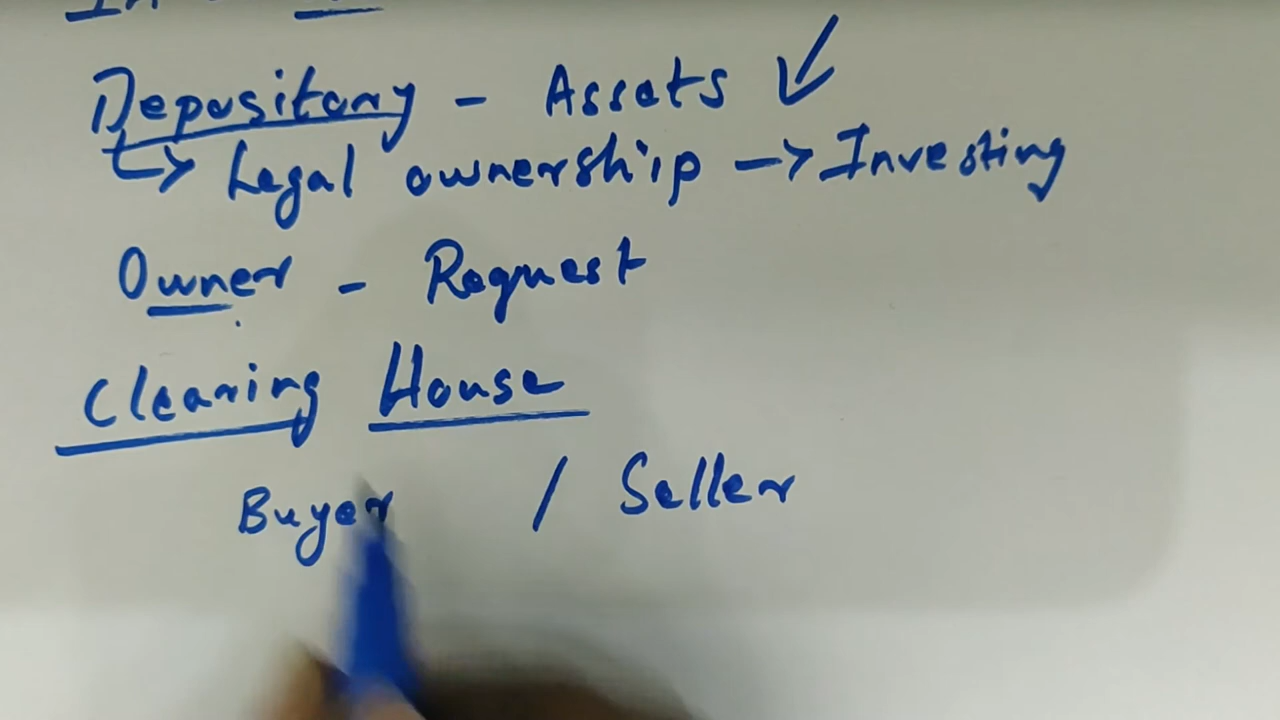 Depository - Assets ↙
↳ Legal ownership → Investing
Owner - Request
Clearing House
Buyer / Seller